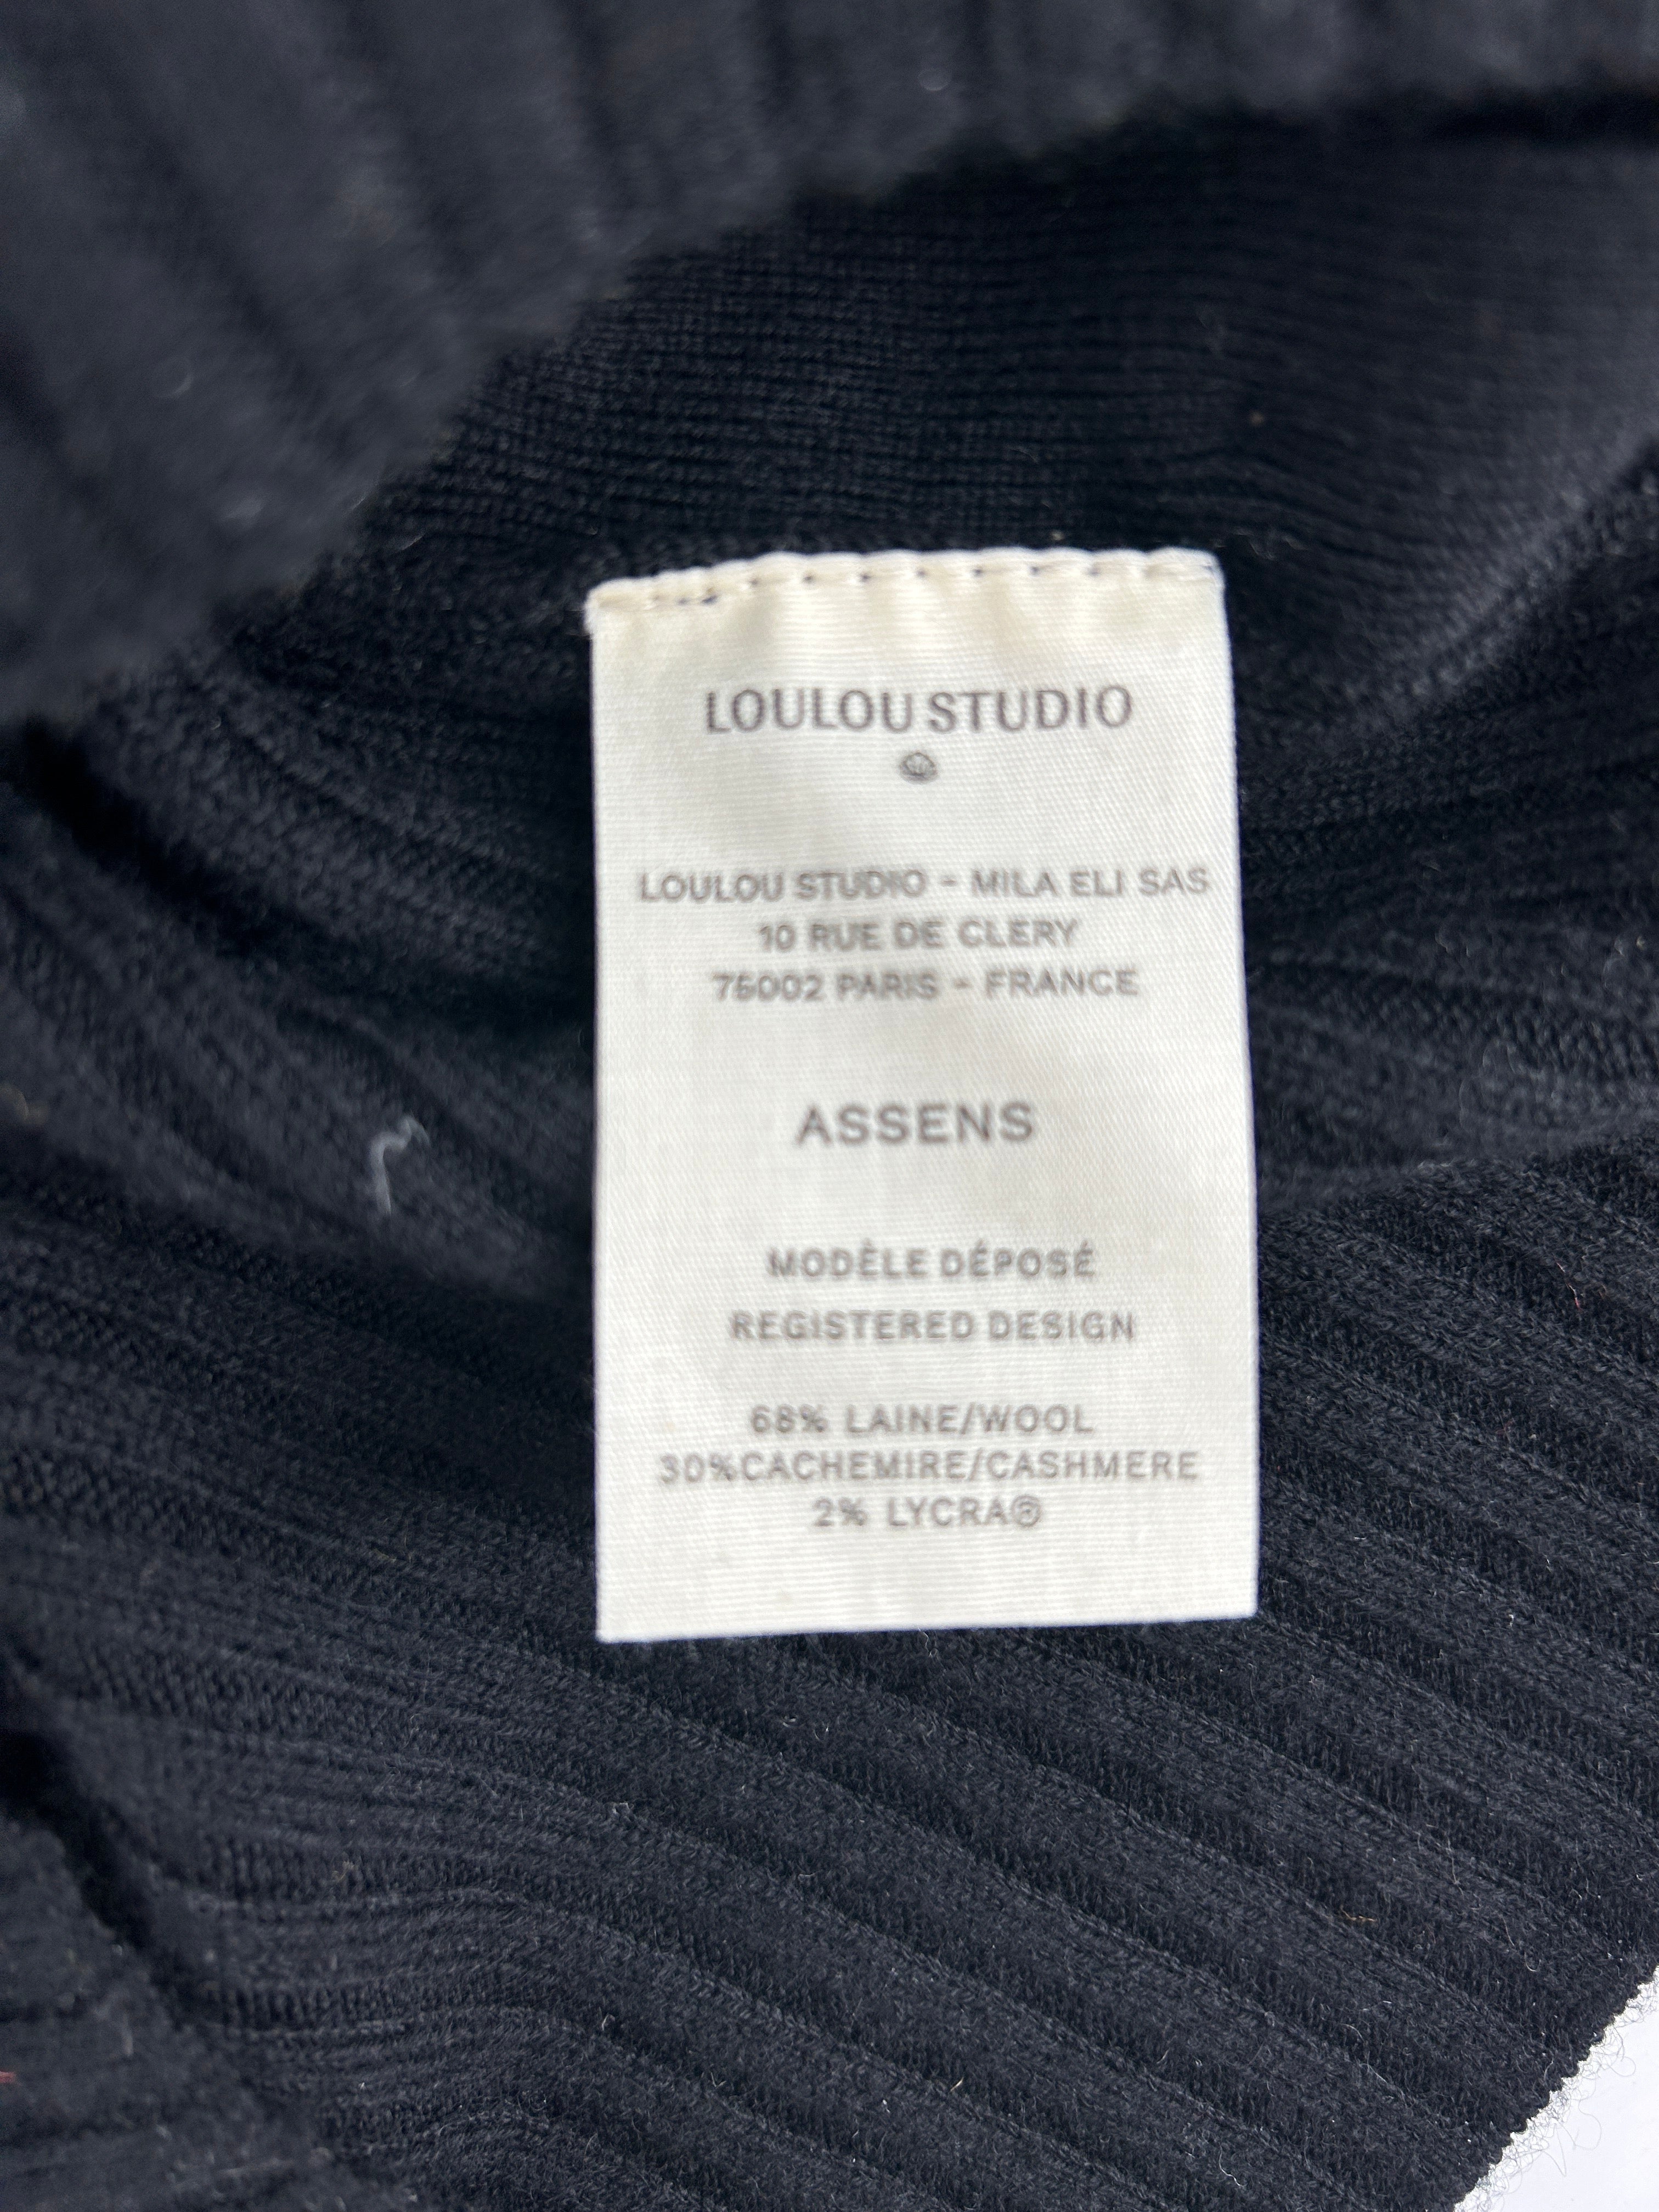 LOULOU STUDIO
LOULOU STUDIO - MILA ELI SAS
10 RUE DE CLERY
75002 PARIS - FRANCE
ASSENS
MODÈLE DÉPOSÉ
REGISTERED DESIGN
68% LAINE/WOOL
30%CACHEMIRE/CASHMERE
2% LYCRA®